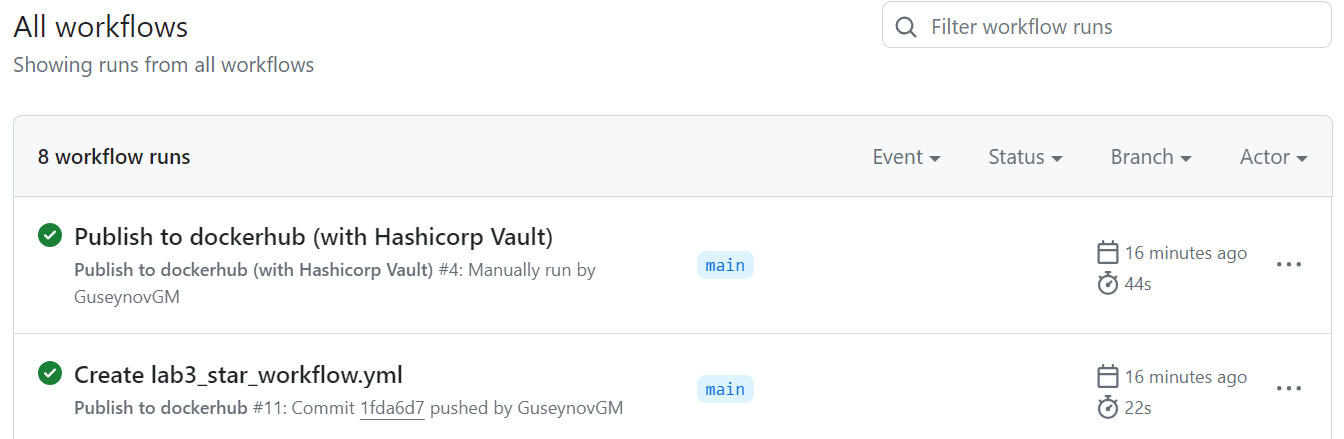 All workflows
Filter workflow runs
Showing runs from all workflows
8 workflow runs
Event
Status
Branch
Actor
Publish to dockerhub (with Hashicorp Vault)
Publish to dockerhub (with Hashicorp Vault) #4: Manually run by
GuseynovGM
main
16 minutes ago
44s
Create lab3_star_workflow.yml
Publish to dockerhub #11: Commit 1fda6d7 pushed by GuseynovGM
main
16 minutes ago
22s